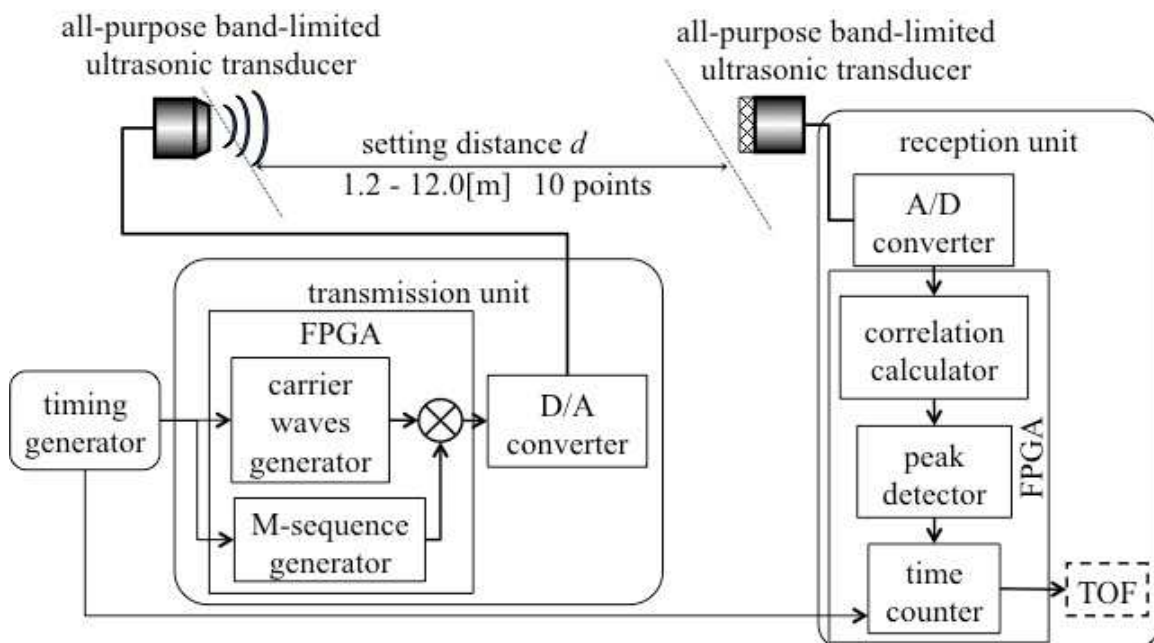 all-purpose band-limited
ultrasonic transducer
all-purpose band-limited
ultrasonic transducer
setting distance d
1.2 - 12.0[m] 10 points
reception unit
A/D
converter
transmission unit
FPGA
correlation
calculator
carrier
waves
generator
timing
generator
D/A
converter
peak
detector
FPGA
M-sequence
generator
time
counter
TOF